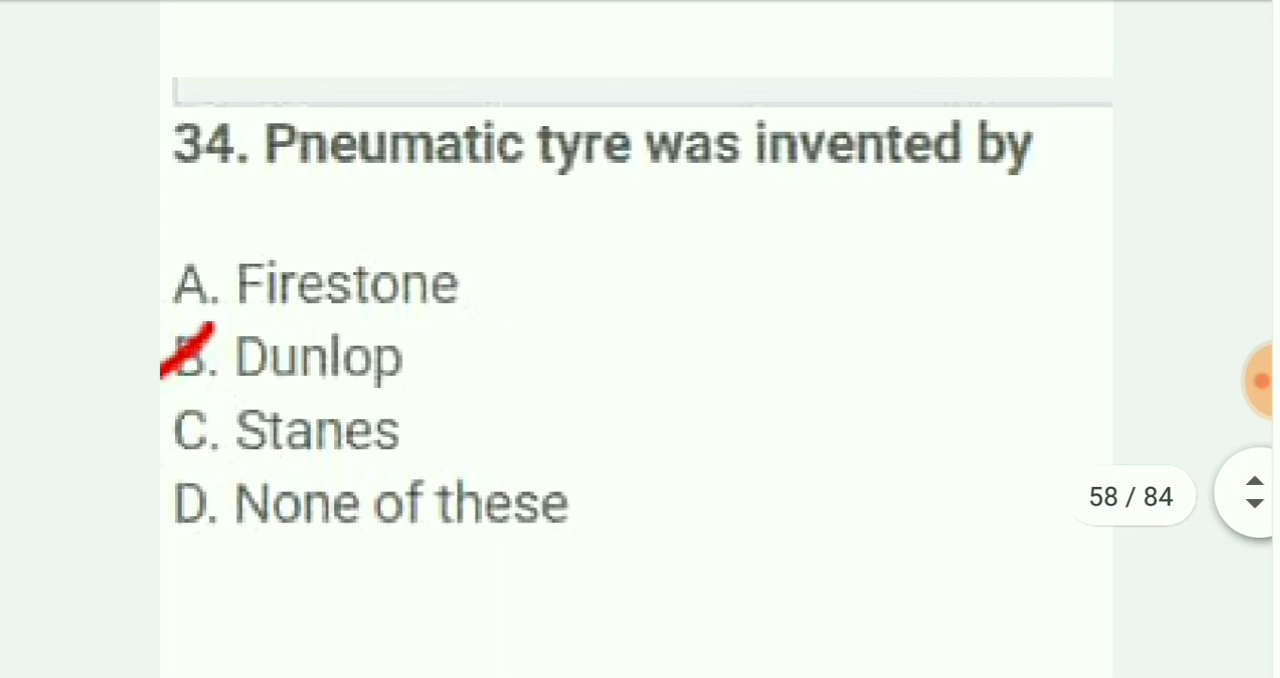 34. Pneumatic tyre was invented by
A. Firestone
B. Dunlop
C. Stanes
D. None of these
58 / 84